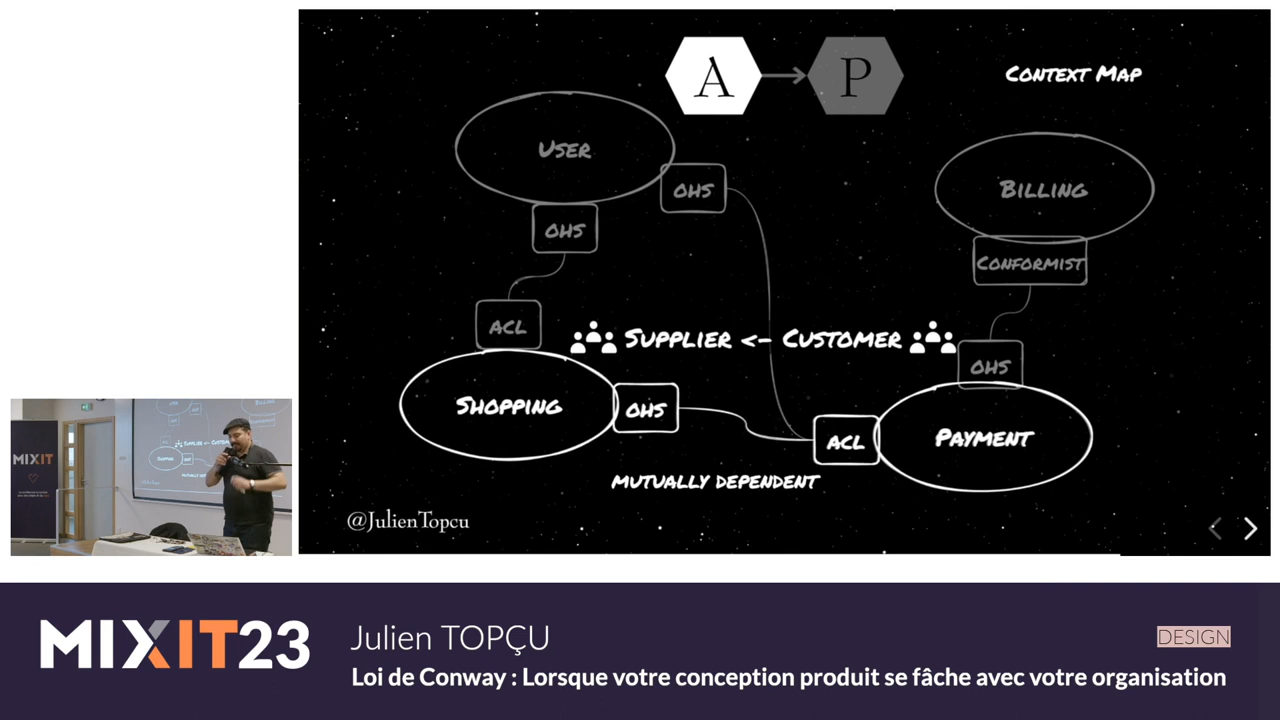 A
P
CONTEXT MAP
USER
BILLING
OHS
OHS
CONFORMIST
ACL
SUPPLIER <- CUSTOMER
OHS
SHOPPING
OHS
ACL
PAYMENT
MUTUALLY DEPENDENT
@JulienTopcu
MIXIT
MIXIT23
Julien TOPÇU
DESIGN
Loi de Conway : Lorsque votre conception produit se fâche avec votre organisation